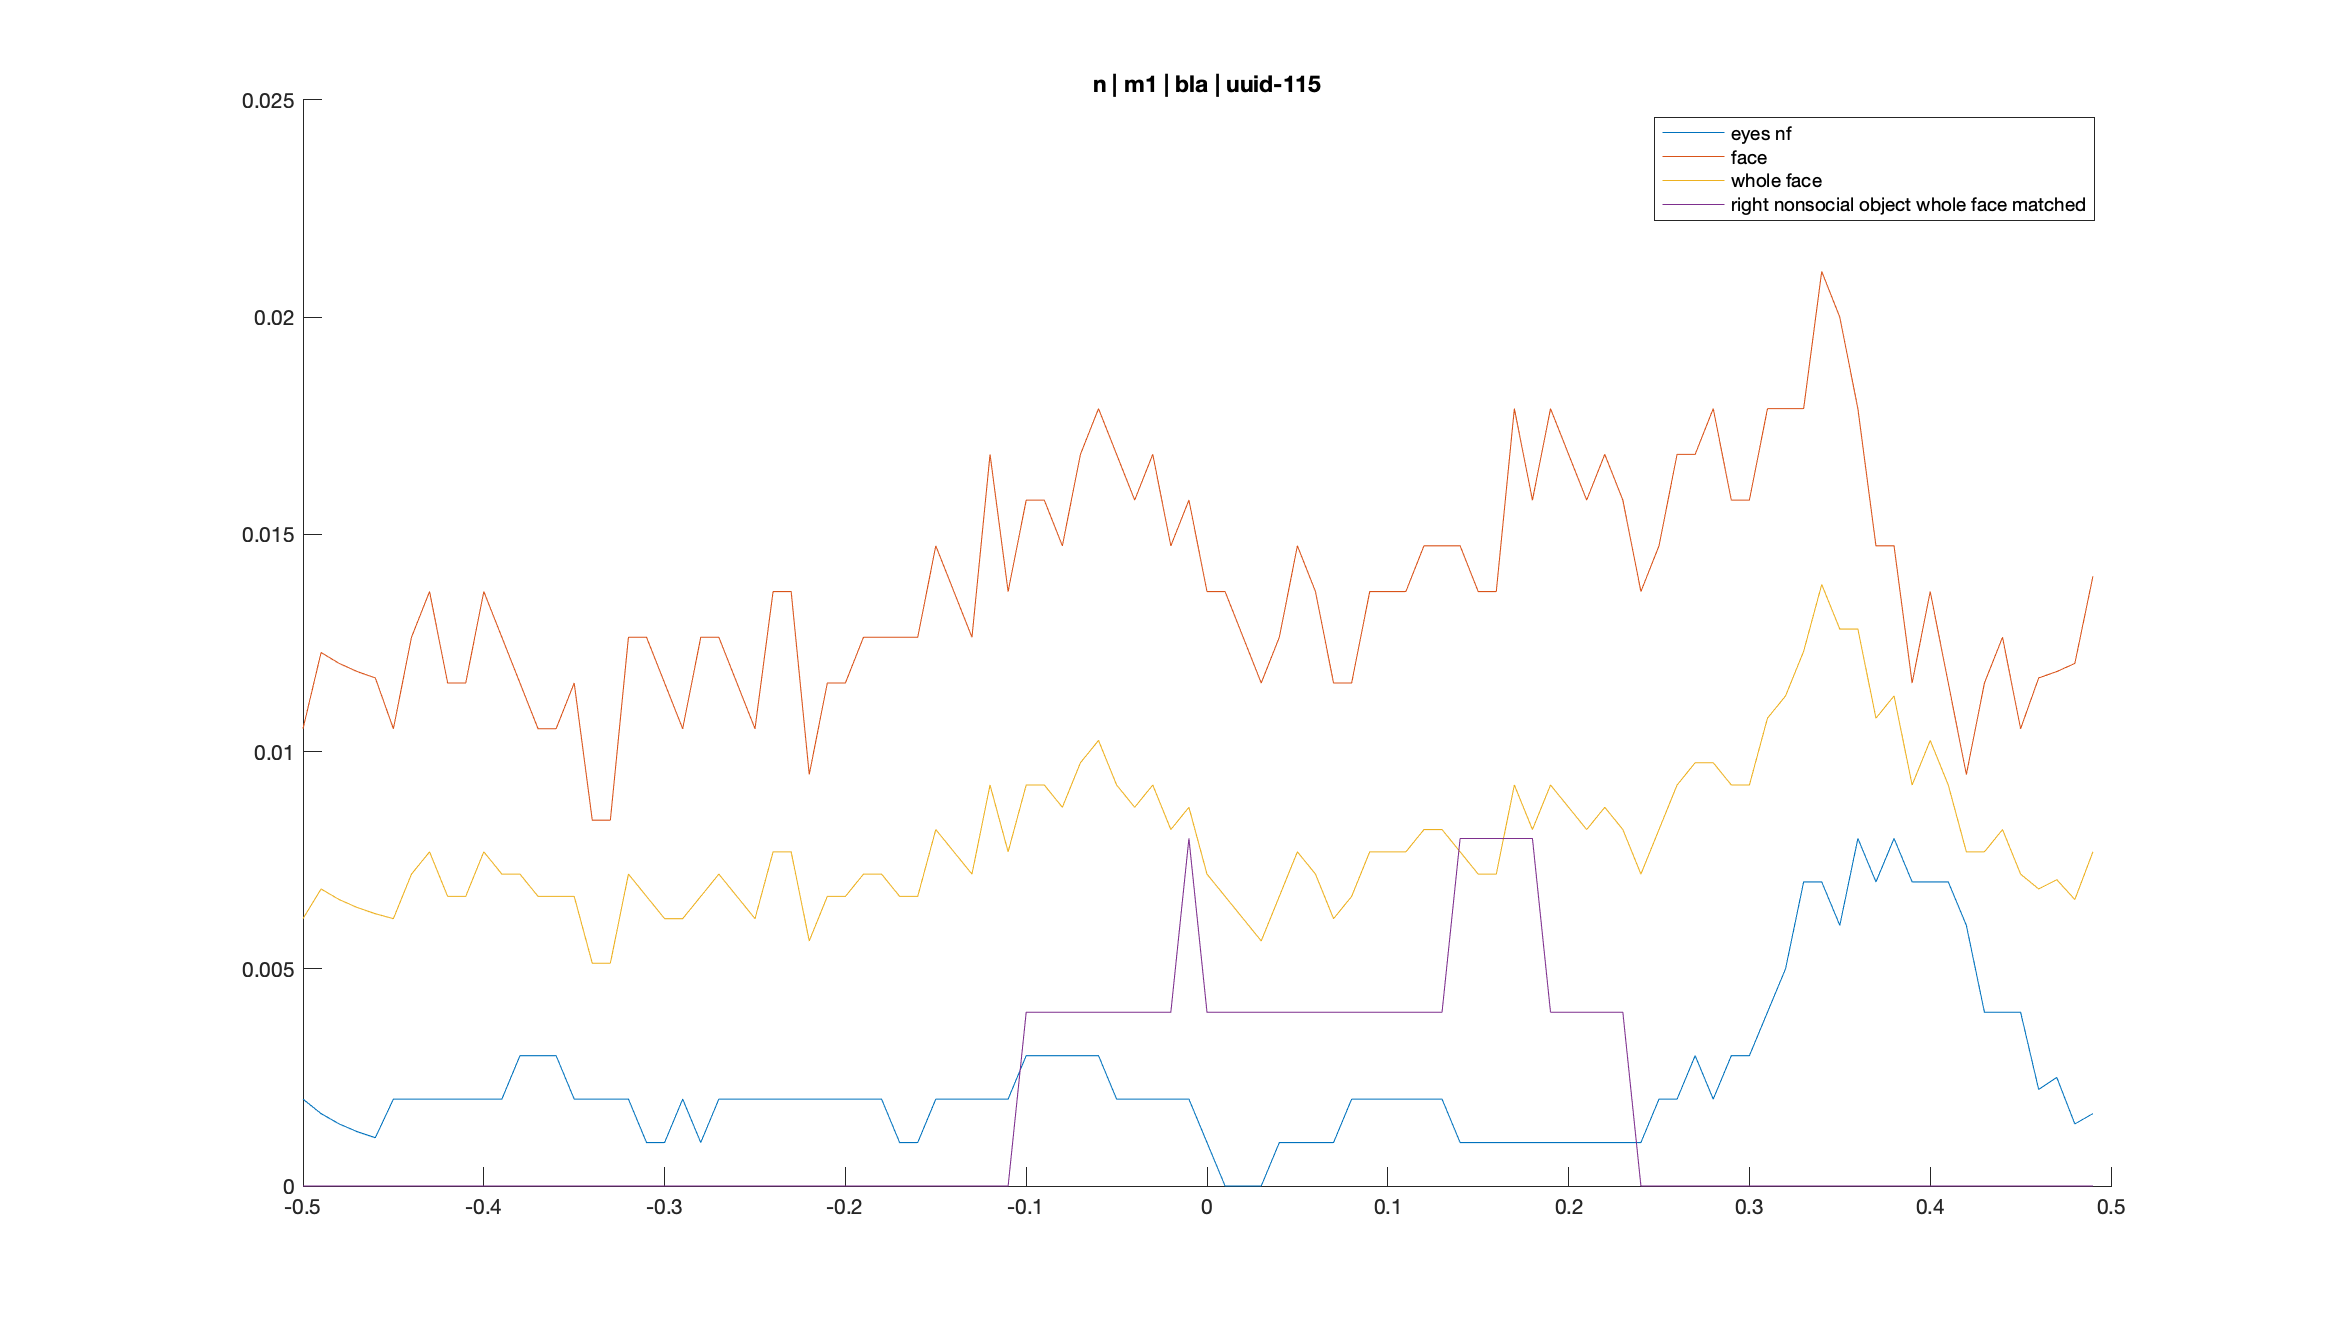 n | m1 | bla | uuid-115
0.025
0.02
0.015
0.01
0.005
0
eyes nf
face
whole face
right nonsocial object whole face matched
-0.5 -0.4 -0.3 -0.2 -0.1 0 0.1 0.2 0.3 0.4 0.5